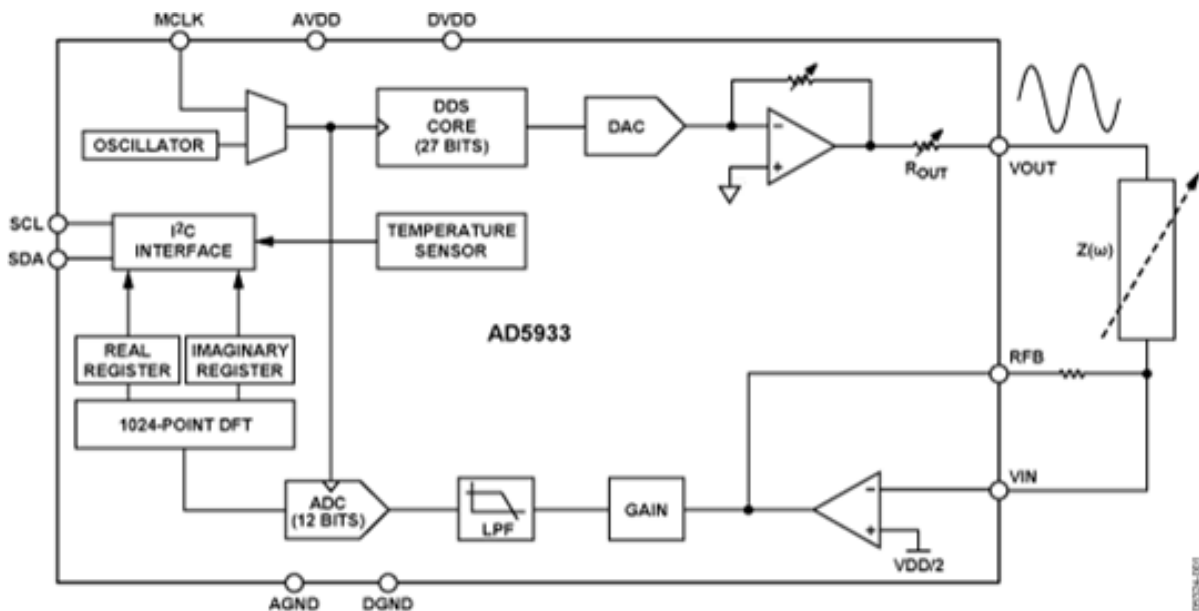 MCLK
AVDD
DVDD
OSCILLATOR
DDS
CORE
(27 BITS)
DAC
ROUT
VOUT
SCL
SDA
I2C
INTERFACE
TEMPERATURE
SENSOR
Z(ω)
AD5933
REAL
REGISTER
IMAGINARY
REGISTER
RFB
1024-POINT DFT
ADC
(12 BITS)
LPF
GAIN
VIN
VDD/2
AGND
DGND